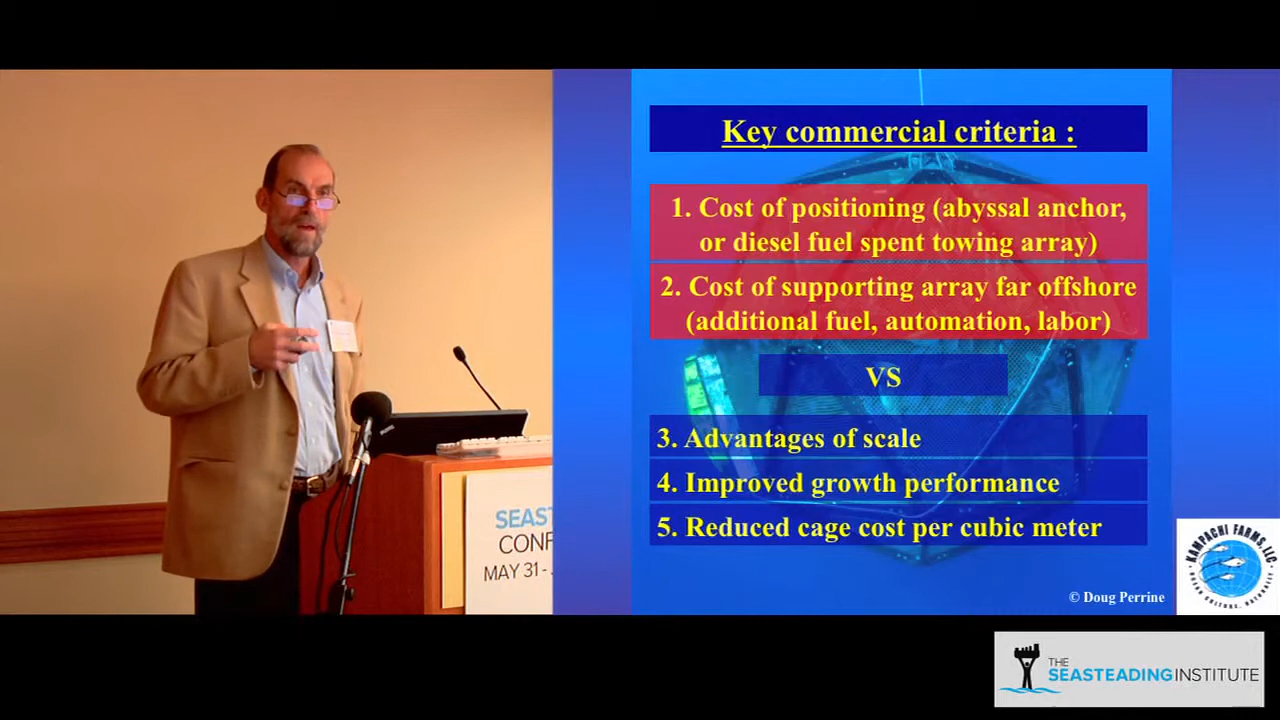 Key commercial criteria :
1. Cost of positioning (abyssal anchor,
or diesel fuel spent towing array)
2. Cost of supporting array far offshore
(additional fuel, automation, labor)
VS
3. Advantages of scale
4. Improved growth performance
5. Reduced cage cost per cubic meter
© Doug Perrine
KAMPACHI FARMS, LLC
SEAST
CONF
MAY 31 -
THE
SEASTEADINGINSTITUTE